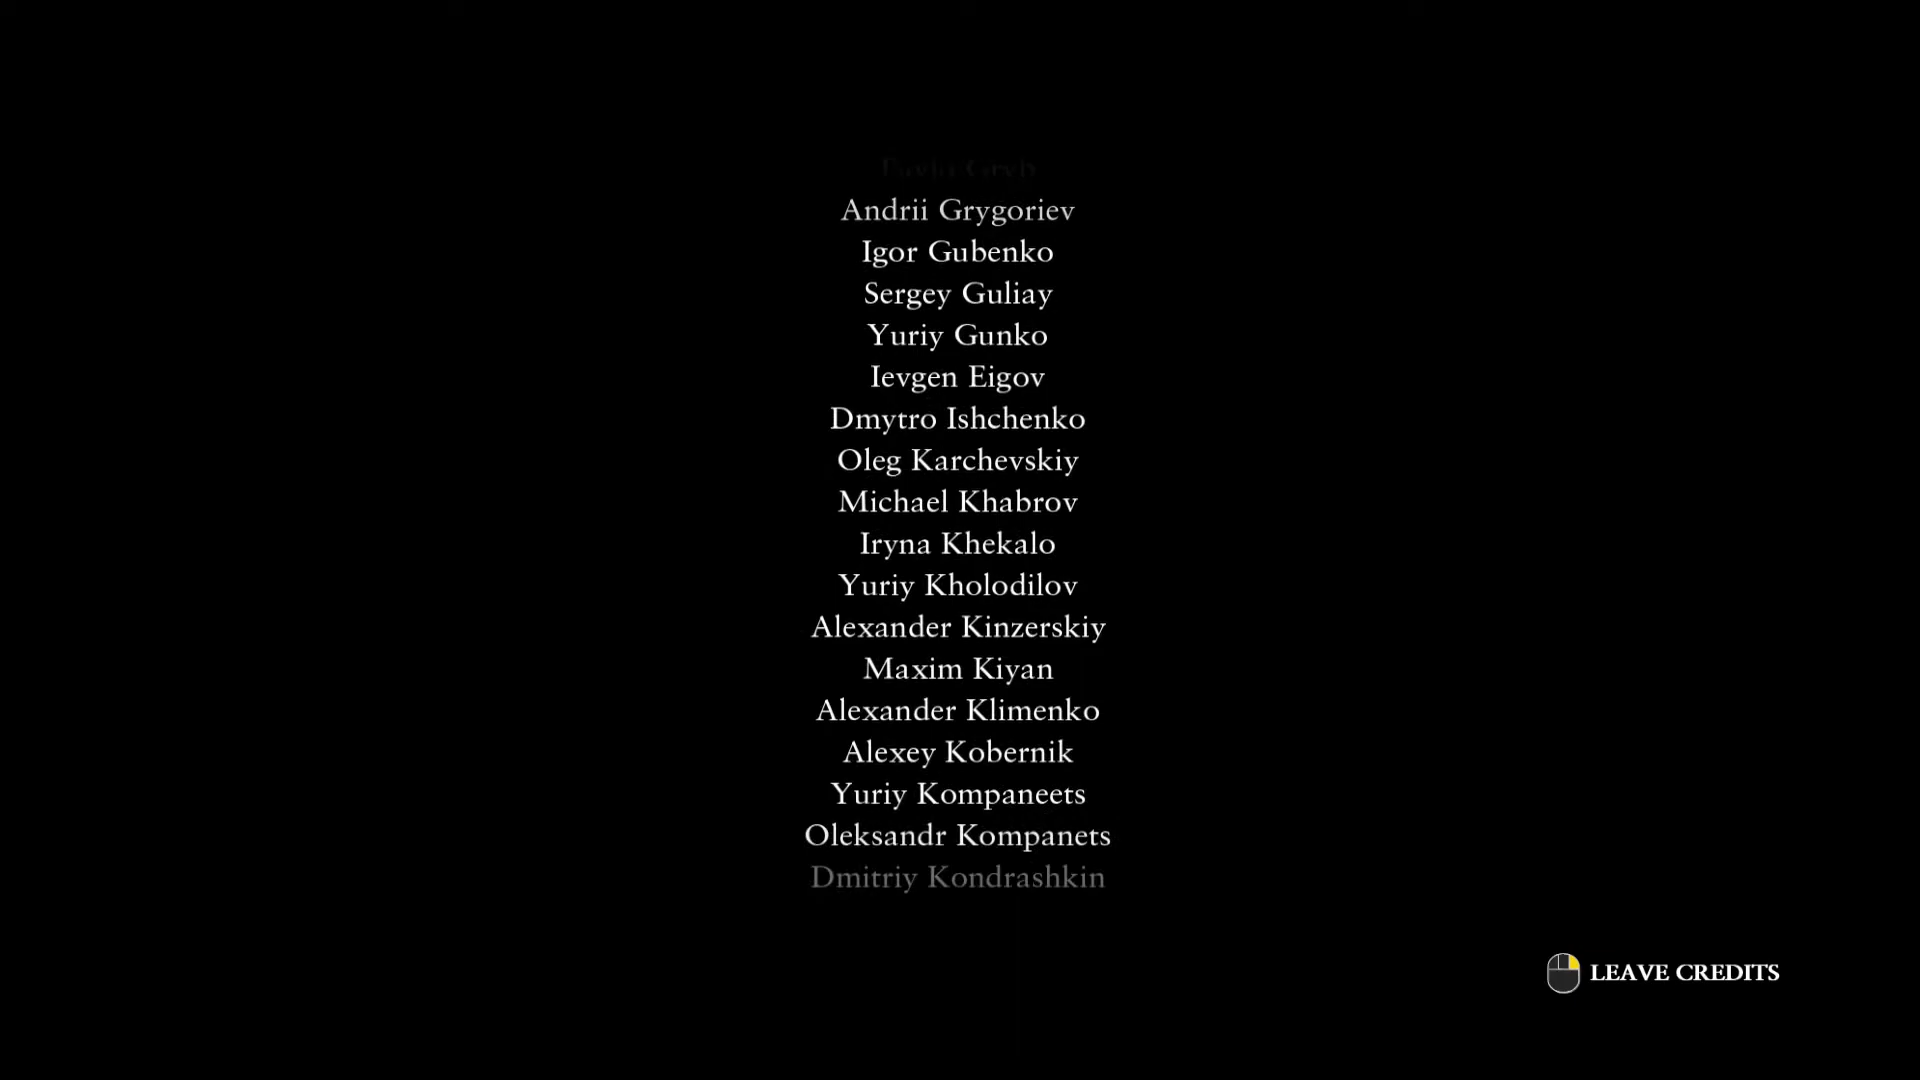 Andrii Grygoriev
Igor Gubenko
Sergey Guliay
Yuriy Gunko
Ievgen Eigov
Dmytro Ishchenko
Oleg Karchevskiy
Michael Khabrov
Iryna Khekalo
Yuriy Kholodilov
Alexander Kinzerskiy
Maxim Kiyan
Alexander Klimenko
Alexey Kobernik
Yuriy Kompaneets
Oleksandr Kompanets
Dmitriy Kondrashkin
LEAVE CREDITS